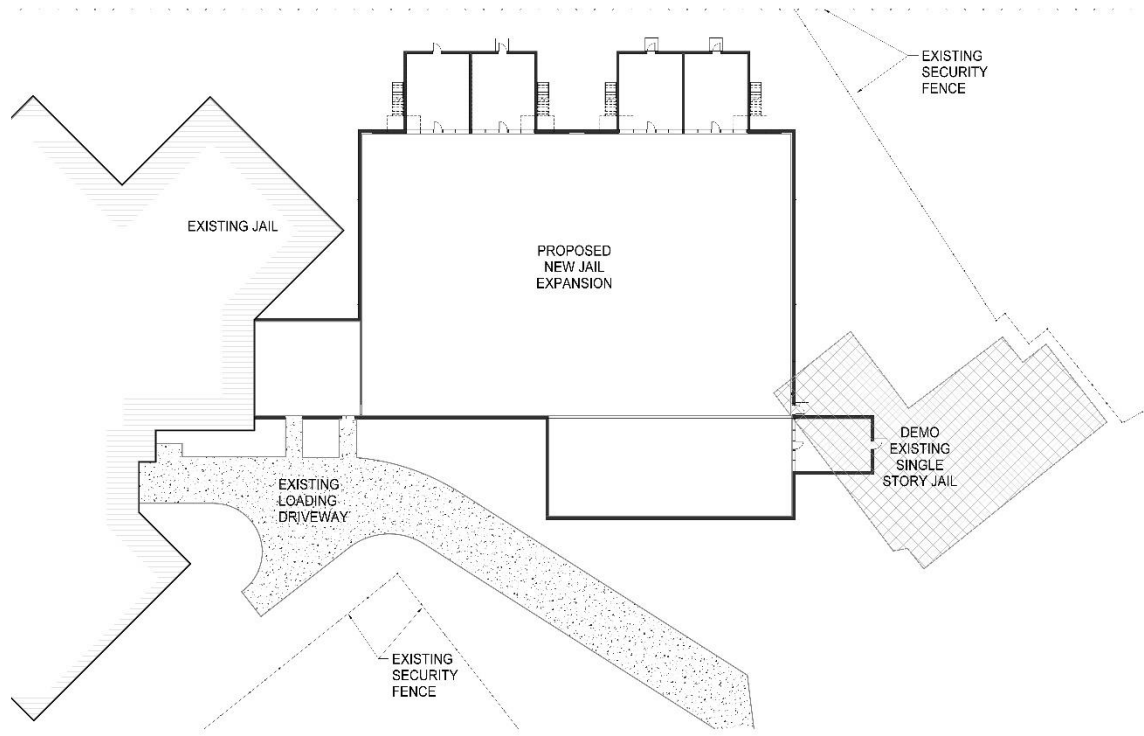 EXISTING
SECURITY
FENCE
EXISTING JAIL
PROPOSED
NEW JAIL
EXPANSION
DEMO
EXISTING
SINGLE
STORY JAIL
EXISTING
LOADING
DRIVEWAY
EXISTING
SECURITY
FENCE